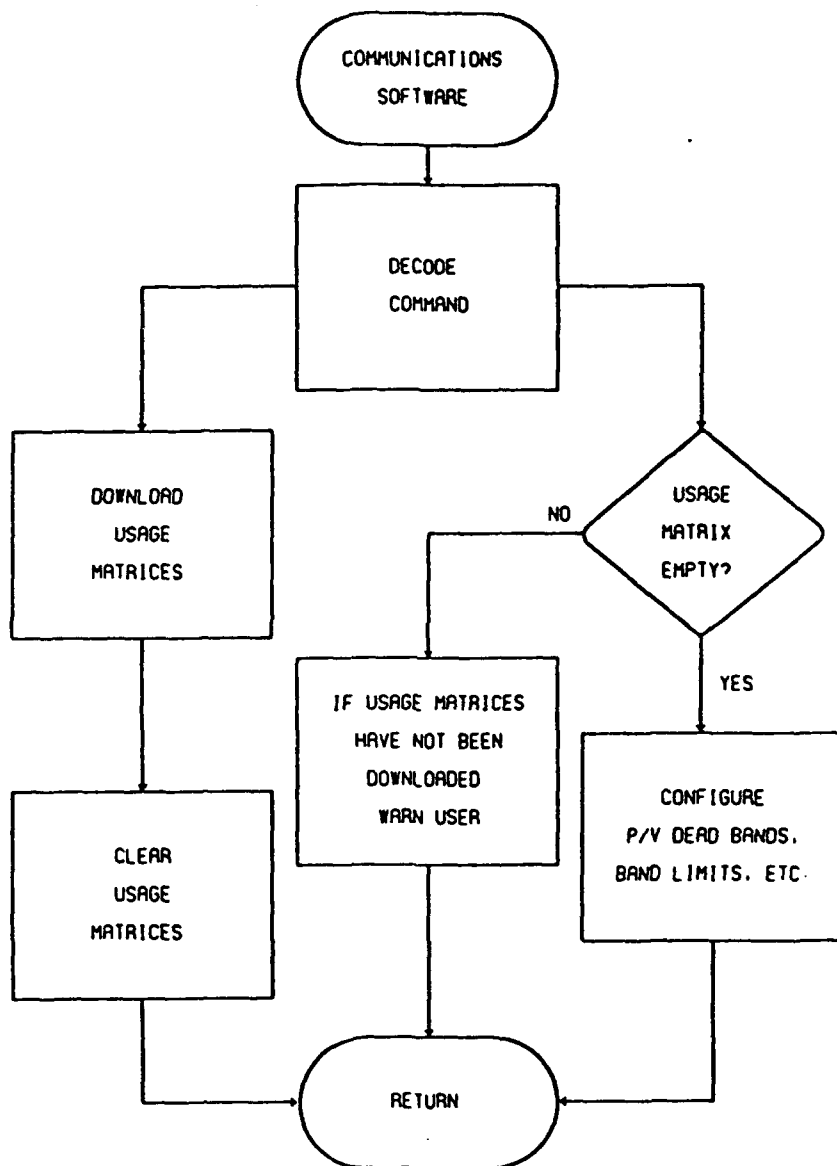 COMMUNICATIONS
SOFTWARE
DECODE
COMMAND
DOWNLOAD
USAGE
MATRICES
USAGE
MATRIX
EMPTY?
NO
YES
IF USAGE MATRICES
HAVE NOT BEEN
DOWNLOADED
WARN USER
CONFIGURE
P/V DEAD BANDS,
BAND LIMITS, ETC.
CLEAR
USAGE
MATRICES
RETURN